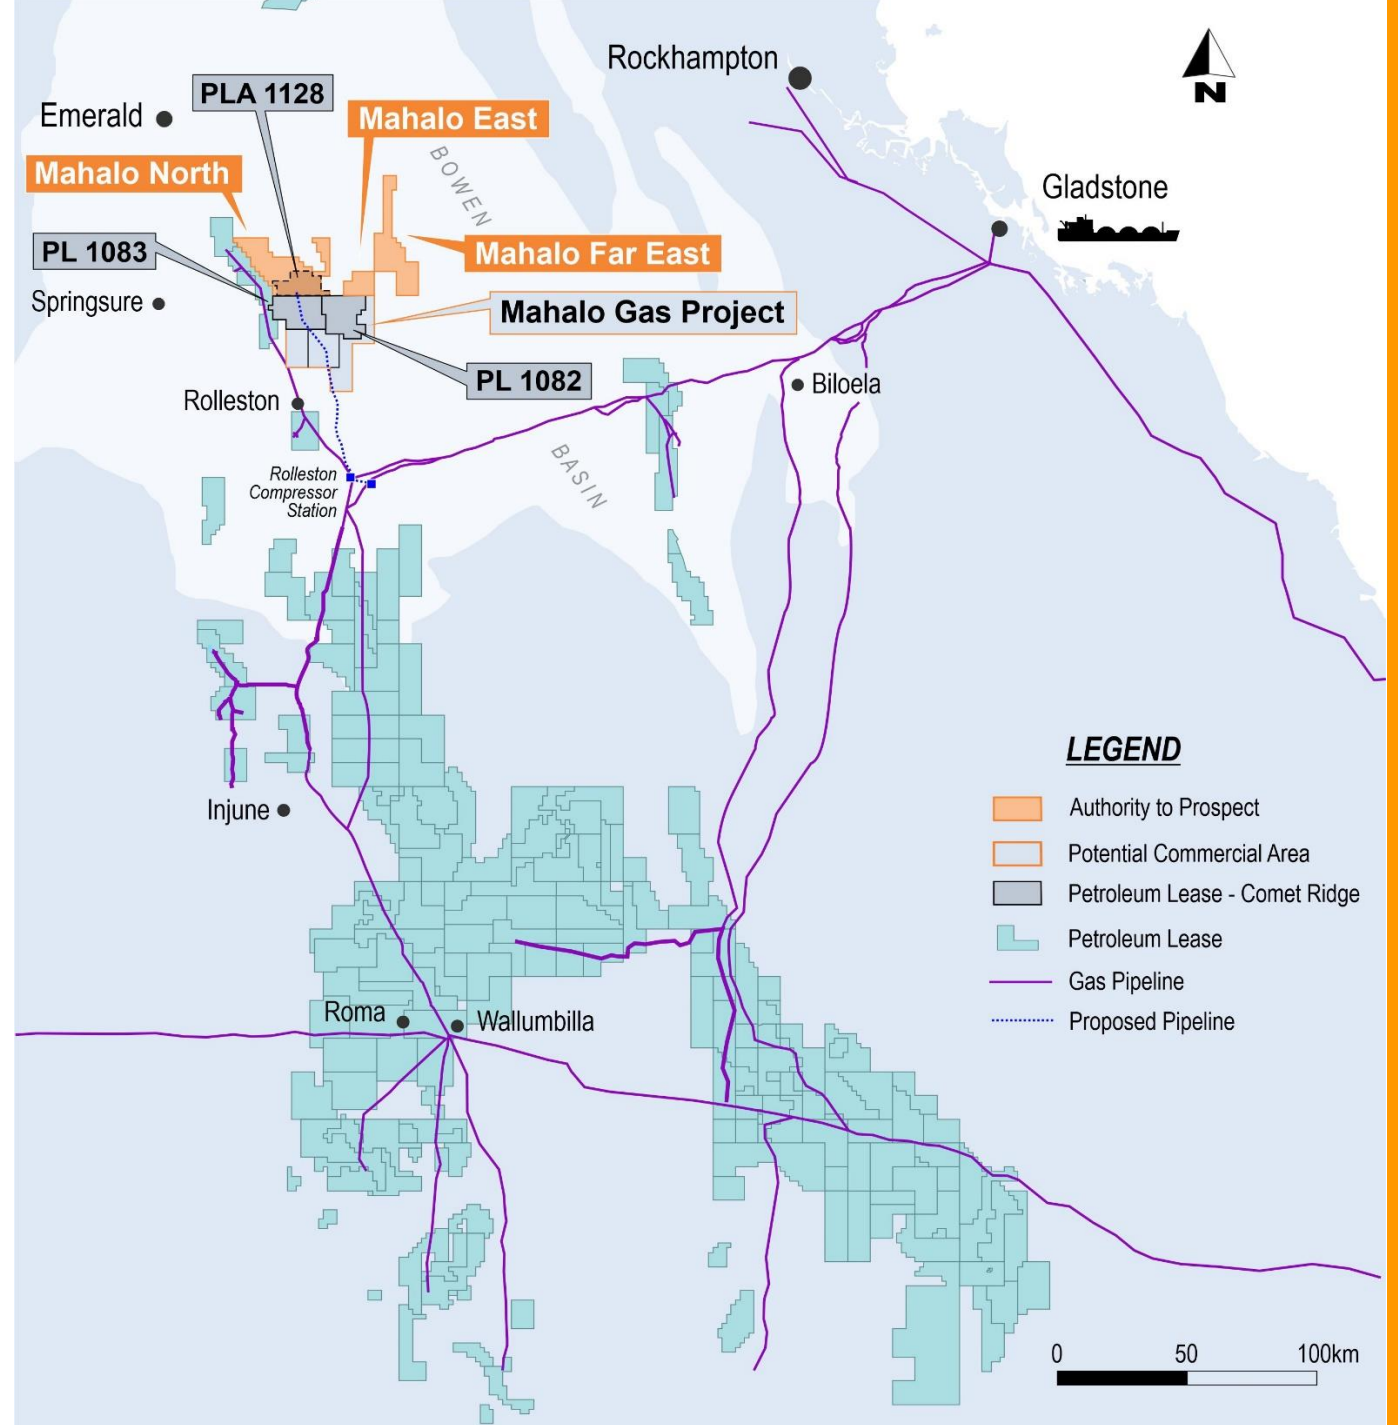 Rockhampton
N
PLA 1128
Emerald
Mahalo East
BOWEN
Mahalo North
Gladstone
PL 1083
Mahalo Far East
Springsure
Mahalo Gas Project
PL 1082
Biloela
Rolleston
BASIN
Rolleston
Compressor
Station
LEGEND
Authority to Prospect
Potential Commercial Area
Petroleum Lease - Comet Ridge
Petroleum Lease
Gas Pipeline
Proposed Pipeline
Injune
Roma
Wallumbilla
0 50 100km